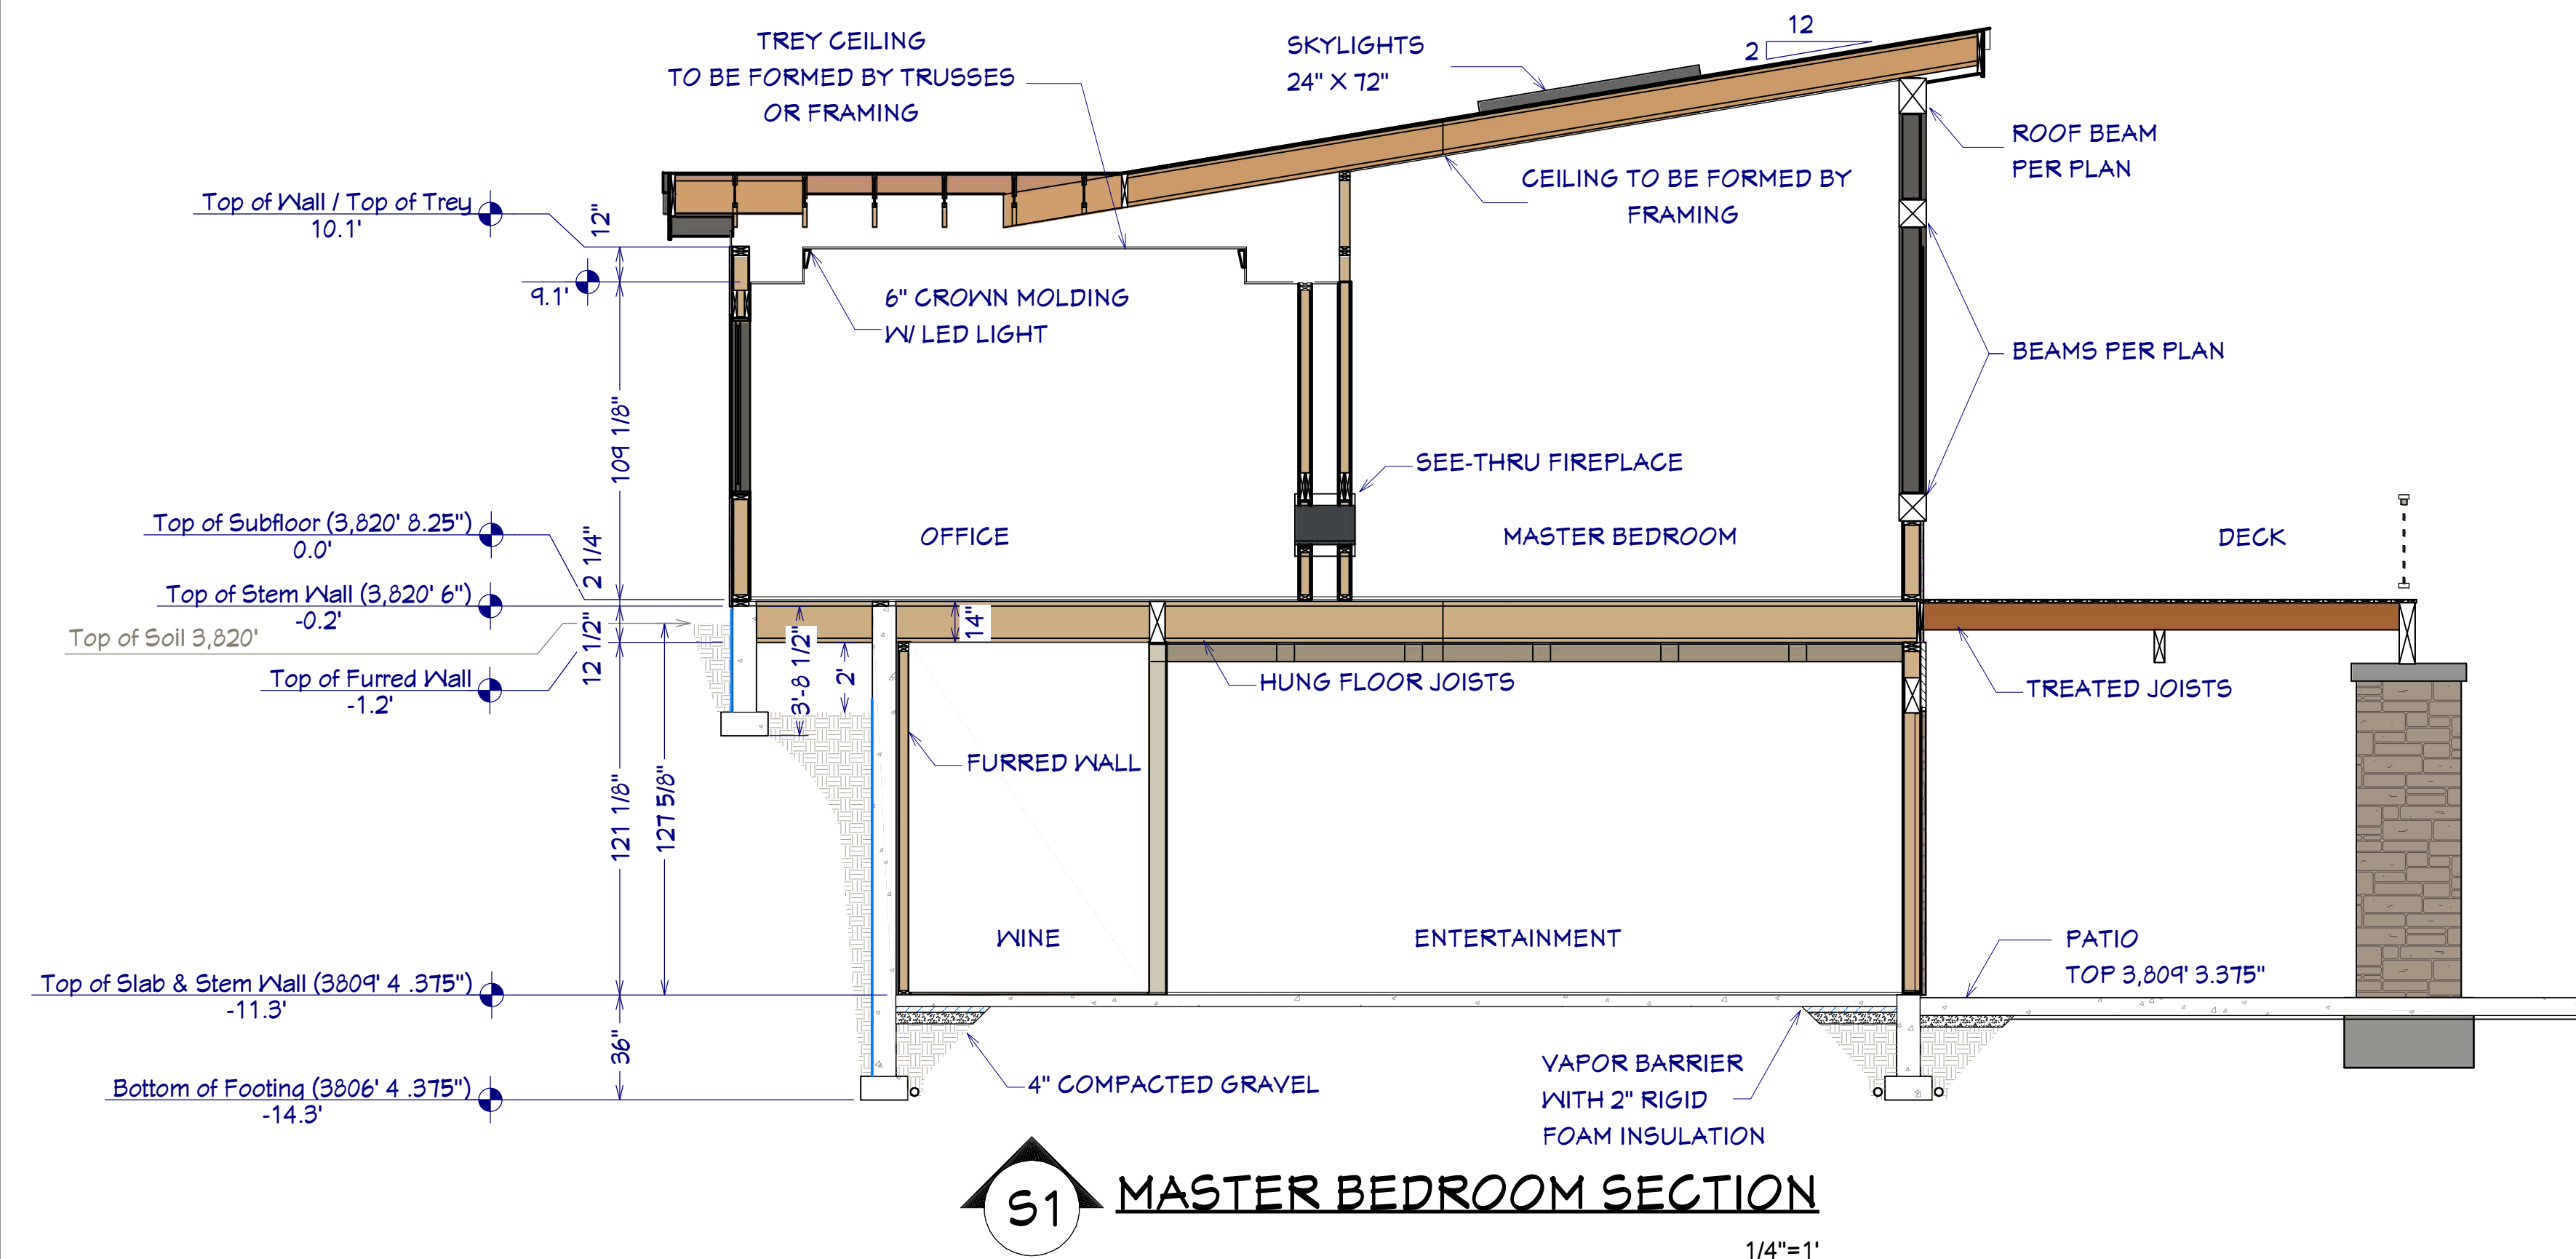 TREY CEILING
TO BE FORMED BY TRUSSES
OR FRAMING
SKYLIGHTS
24" X 72"
12
2
ROOF BEAM
PER PLAN
CEILING TO BE FORMED BY
FRAMING
Top of Wall / Top of Trey
10.1'
12"
9.1'
6" CROWN MOLDING
W/ LED LIGHT
BEAMS PER PLAN
109 1/8"
SEE-THRU FIREPLACE
Top of Subfloor (3,820' 8.25")
0.0'
OFFICE
MASTER BEDROOM
DECK
2 1/4"
Top of Stem Wall (3,820' 6")
-0.2'
Top of Soil 3,820'
12 1/2"
14"
3'-8 1/2"
2'
Top of Furred Wall
-1.2'
HUNG FLOOR JOISTS
TREATED JOISTS
FURRED WALL
121 1/8"
127 5/8"
WINE
ENTERTAINMENT
PATIO
TOP 3,809' 3.375"
Top of Slab & Stem Wall (3809' 4 .375")
-11.3'
36"
Bottom of Footing (3806' 4 .375")
-14.3'
4" COMPACTED GRAVEL
VAPOR BARRIER
WITH 2" RIGID
FOAM INSULATION
S1
MASTER BEDROOM SECTION
1/4"=1'